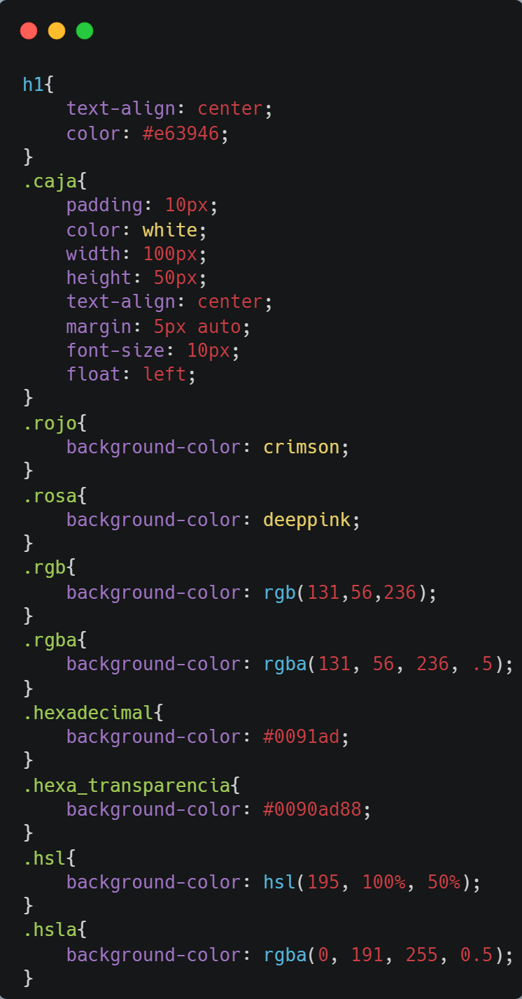 h1{
    text-align: center;
    color: #e63946;
}
.caja{
    padding: 10px;
    color: white;
    width: 100px;
    height: 50px;
    text-align: center;
    margin: 5px auto;
    font-size: 10px;
    float: left;
}
.rojo{
    background-color: crimson;
}
.rosa{
    background-color: deeppink;
}
.rgb{
    background-color: rgb(131,56,236);
}
.rgba{
    background-color: rgba(131, 56, 236, .5);
}
.hexadecimal{
    background-color: #0091ad;
}
.hexa_transparencia{
    background-color: #0090ad88;
}
.hsl{
    background-color: hsl(195, 100%, 50%);
}
.hsla{
    background-color: rgba(0, 191, 255, 0.5);
}